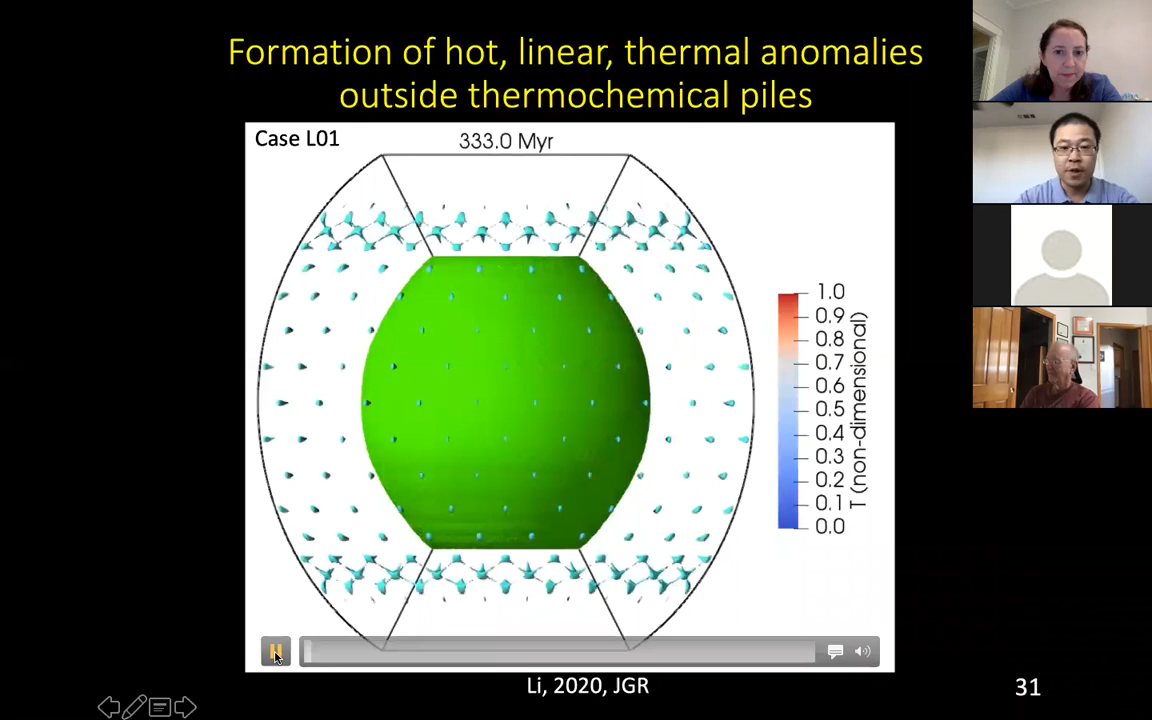 Formation of hot, linear, thermal anomalies
outside thermochemical piles
Case L01
333.0 Myr
1.0
0.9
0.8
0.7
0.6
0.5
0.4
0.3
0.2
0.1
0.0
T (non-dimensional)
Li, 2020, JGR
31